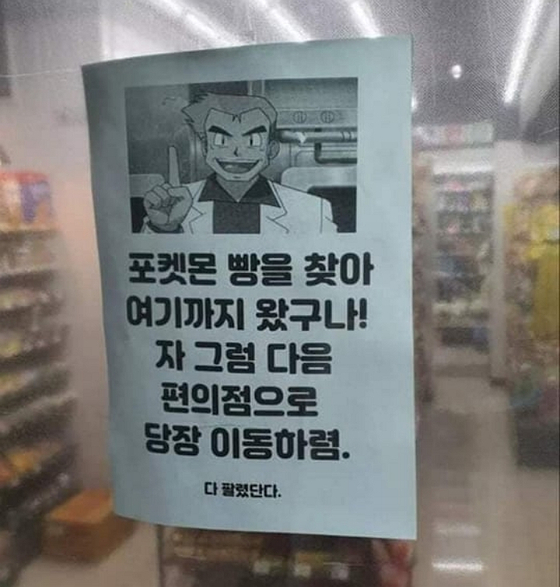 포켓몬 빵을 찾아
여기까지 왔구나!
자 그럼 다음
편의점으로
당장 이동하렴.
다 팔렸단다.